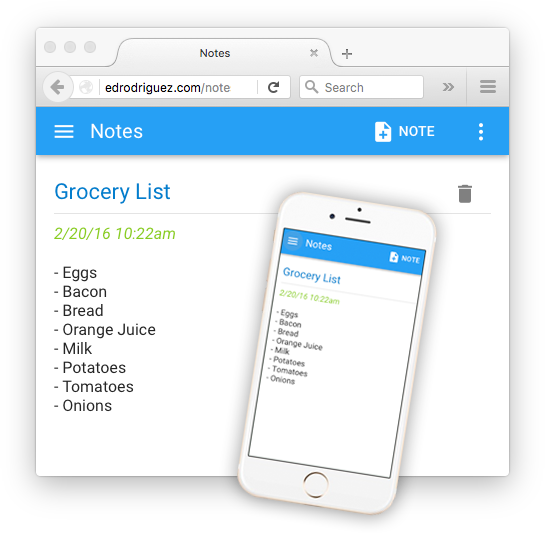 Notes
edrodriguez.com/note
Search
Notes
NOTE
Grocery List
2/20/16 10:22am
- Eggs
- Bacon
- Bread
- Orange Juice
- Milk
- Potatoes
- Tomatoes
- Onions
Notes
NOTE
Grocery List
2/20/16 10:22am
- Eggs
- Bacon
- Bread
- Orange Juice
- Milk
- Potatoes
- Tomatoes
- Onions